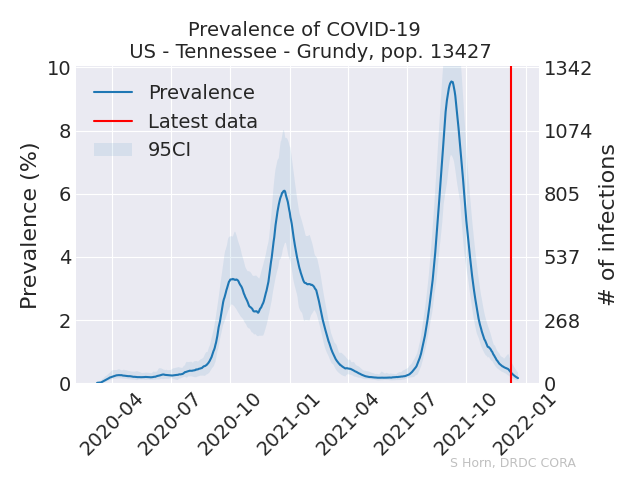 Prevalence of COVID-19
US - Tennessee - Grundy, pop. 13427
Prevalence
Latest data
95CI
Prevalence (%)
10
8
6
4
2
0
1342
1074
805
537
268
0
# of infections
2020-04
2020-07
2020-10
2021-01
2021-04
2021-07
2021-10
2022-01
S Horn, DRDC CORA